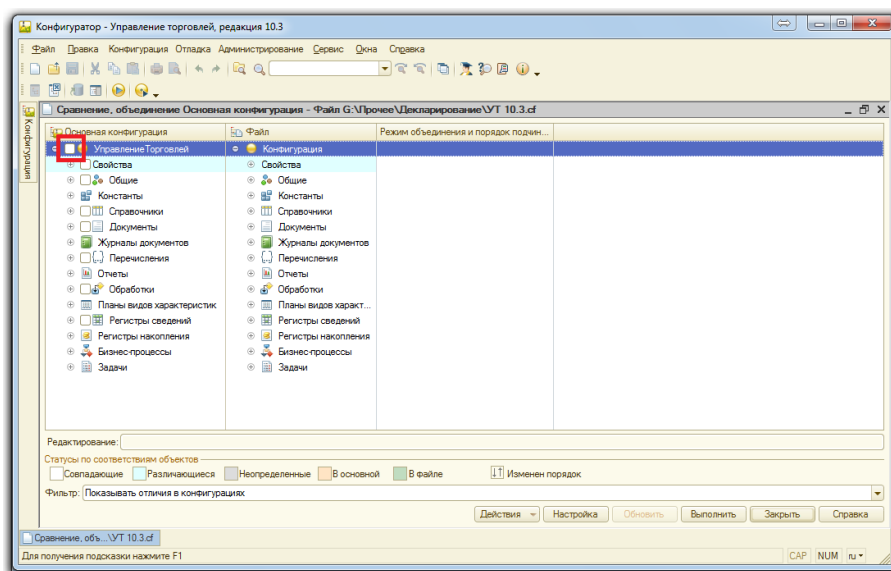 Конфигуратор - Управление торговлей, редакция 10.3
Файл Правка Конфигурация Отладка Администрирование Сервис Окна Справка
Сравнение, объединение Основная конфигурация - Файл G:\Прочее\Декларирование\УТ 10.3.cf
Конфигурация
Основная конфигурация Файл Режим объединения и порядок подчин...
УправлениеТорговлей Конфигурация
Свойства Свойства
Общие Общие
Константы Константы
Справочники Справочники
Документы Документы
Журналы документов Журналы документов
Перечисления Перечисления
Отчеты Отчеты
Обработки Обработки
Планы видов характеристик Планы видов характ...
Регистры сведений Регистры сведений
Регистры накопления Регистры накопления
Бизнес-процессы Бизнес-процессы
Задачи Задачи
Редактирование:
Статусы по соответствиям объектов
Совпадающие Различающиеся Неопределенные В основной В файле Изменен порядок
Фильтр: Показывать отличия в конфигурациях
Действия Настройка Обновить Выполнить Закрыть Справка
Сравнение, объ...\УТ 10.3.cf
Для получения подсказки нажмите F1 CAP NUM ru